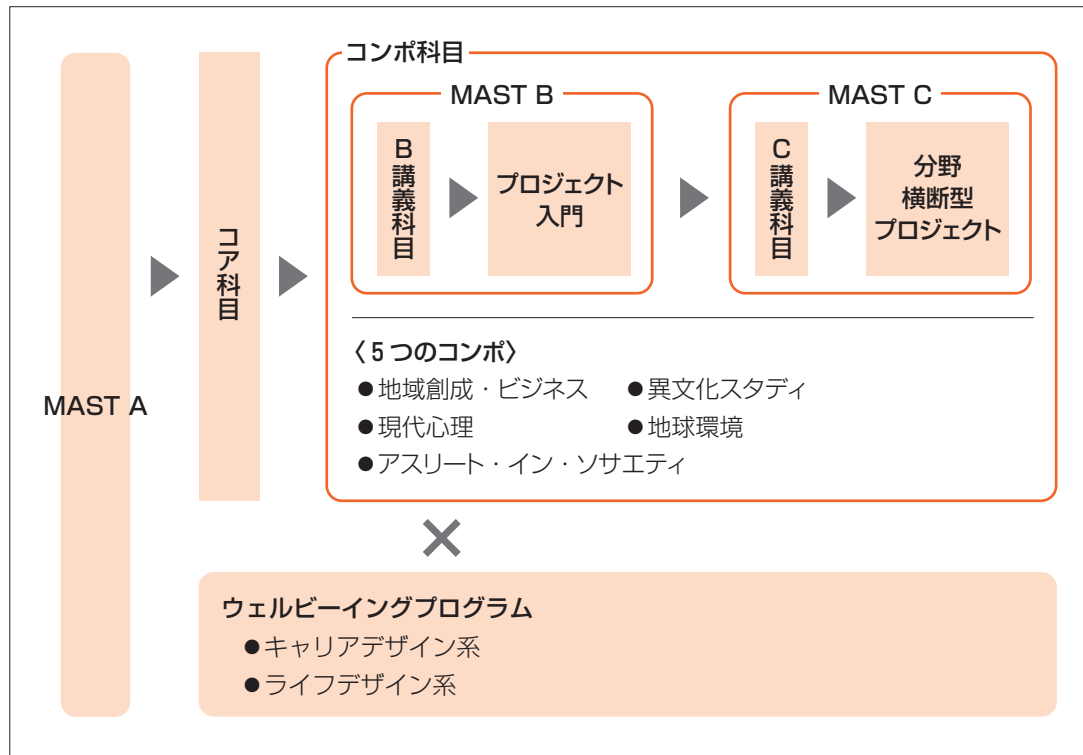 MAST A
コア科目
コンポ科目
MAST B
B講義科目
プロジェクト
入門
MAST C
C講義科目
分野
横断型
プロジェクト
〈5つのコンポ〉
●地域創成・ビジネス ●異文化スタディ
●現代心理 ●地球環境
●アスリート・イン・ソサエティ
×
ウェルビーイングプログラム
●キャリアデザイン系
●ライフデザイン系